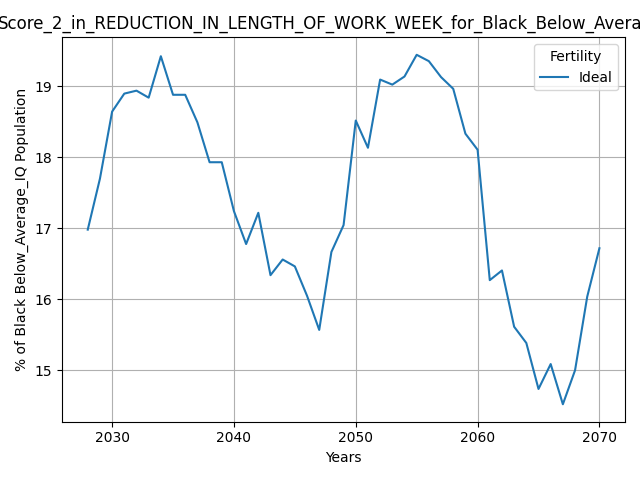 Score_2_in_REDUCTION_IN_LENGTH_OF_WORK_WEEK_for_Black_Below_Avera
Fertility
Ideal
% of Black Below_Average_IQ Population
19
18
17
16
15
2030 2040 2050 2060 2070
Years